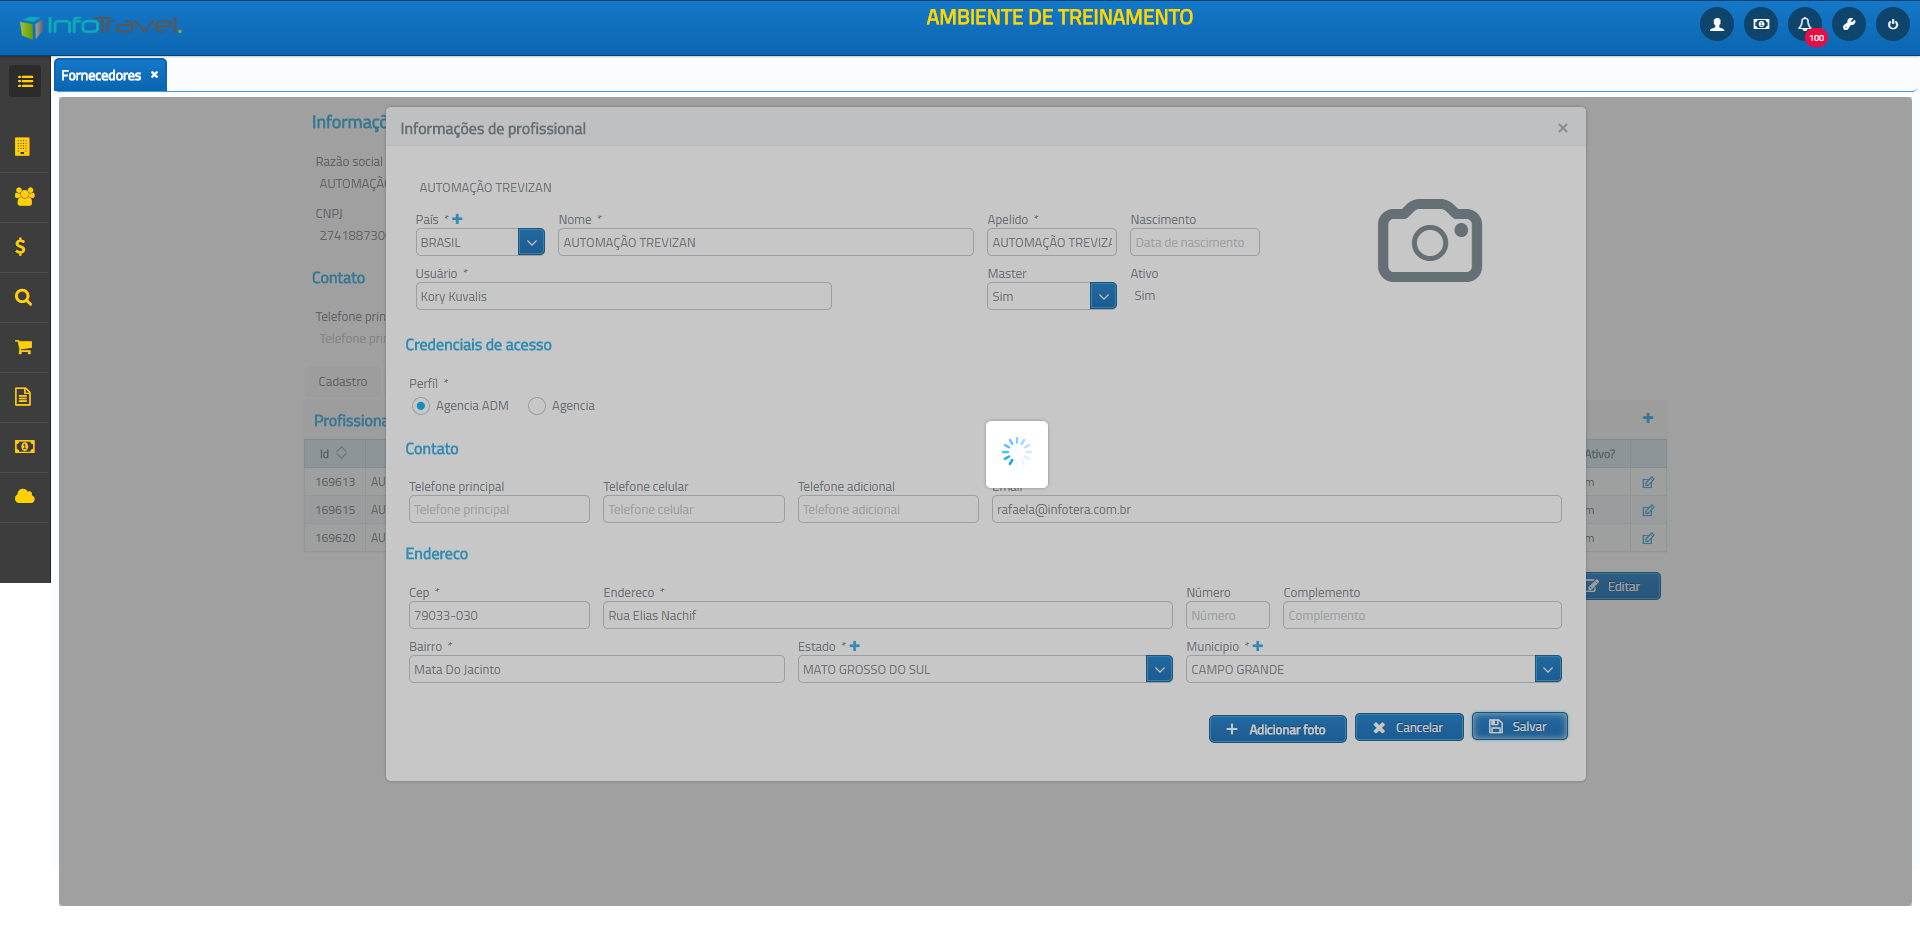 InfoTravel.
AMBIENTE DE TREINAMENTO
100
Fornecedores
Informaçõ
Razão social
AUTOMAÇÃ
CNPJ
2741887300
Contato
Telefone prin
Telefone prin
Cadastro
Profissiona
Id
Ativo?
169613 AU
m
169615 AU
m
169620 AU
m
Editar
Informações de profissional
AUTOMAÇÃO TREVIZAN
País * Nome * Apelido * Nascimento
BRASIL AUTOMAÇÃO TREVIZAN AUTOMAÇÃO TREVIZA Data de nascimento
Usuário * Master Ativo
Kory Kuvalis Sim Sim
Credenciais de acesso
Perfíl *
Agencia ADM Agencia
Contato
Telefone principal Telefone celular Telefone adicional Email
Telefone principal Telefone celular Telefone adicional rafaela@infotera.com.br
Endereco
Cep * Endereco * Número Complemento
79033-030 Rua Elias Nachif Número Complemento
Bairro * Estado * Municipio *
Mata Do Jacinto MATO GROSSO DO SUL CAMPO GRANDE
Adicionar foto Cancelar Salvar